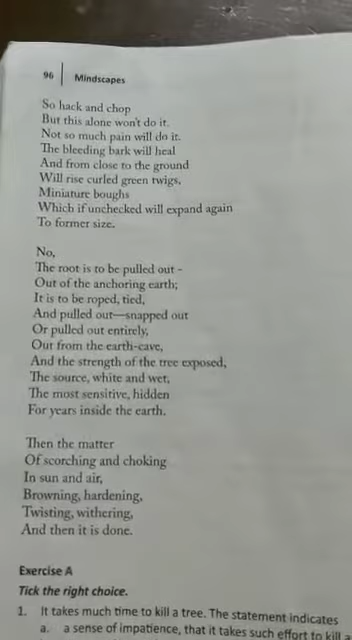 96 Mindscapes
So hack and chop
But this alone won't do it.
Not so much pain will do it.
The bleeding bark will heal
And from close to the ground
Will rise curled green twigs,
Miniature boughs
Which if unchecked will expand again
To former size.
No,
The root is to be pulled out -
Out of the anchoring earth;
It is to be roped, tied,
And pulled out—snapped out
Or pulled out entirely,
Out from the earth-cave,
And the strength of the tree exposed,
The source, white and wet,
The most sensitive, hidden
For years inside the earth.
Then the matter
Of scorching and choking
In sun and air,
Browning, hardening,
Twisting, withering,
And then it is done.
Exercise A
Tick the right choice.
1. It takes much time to kill a tree. The statement indicates
a. a sense of impatience, that it takes such effort to kill a